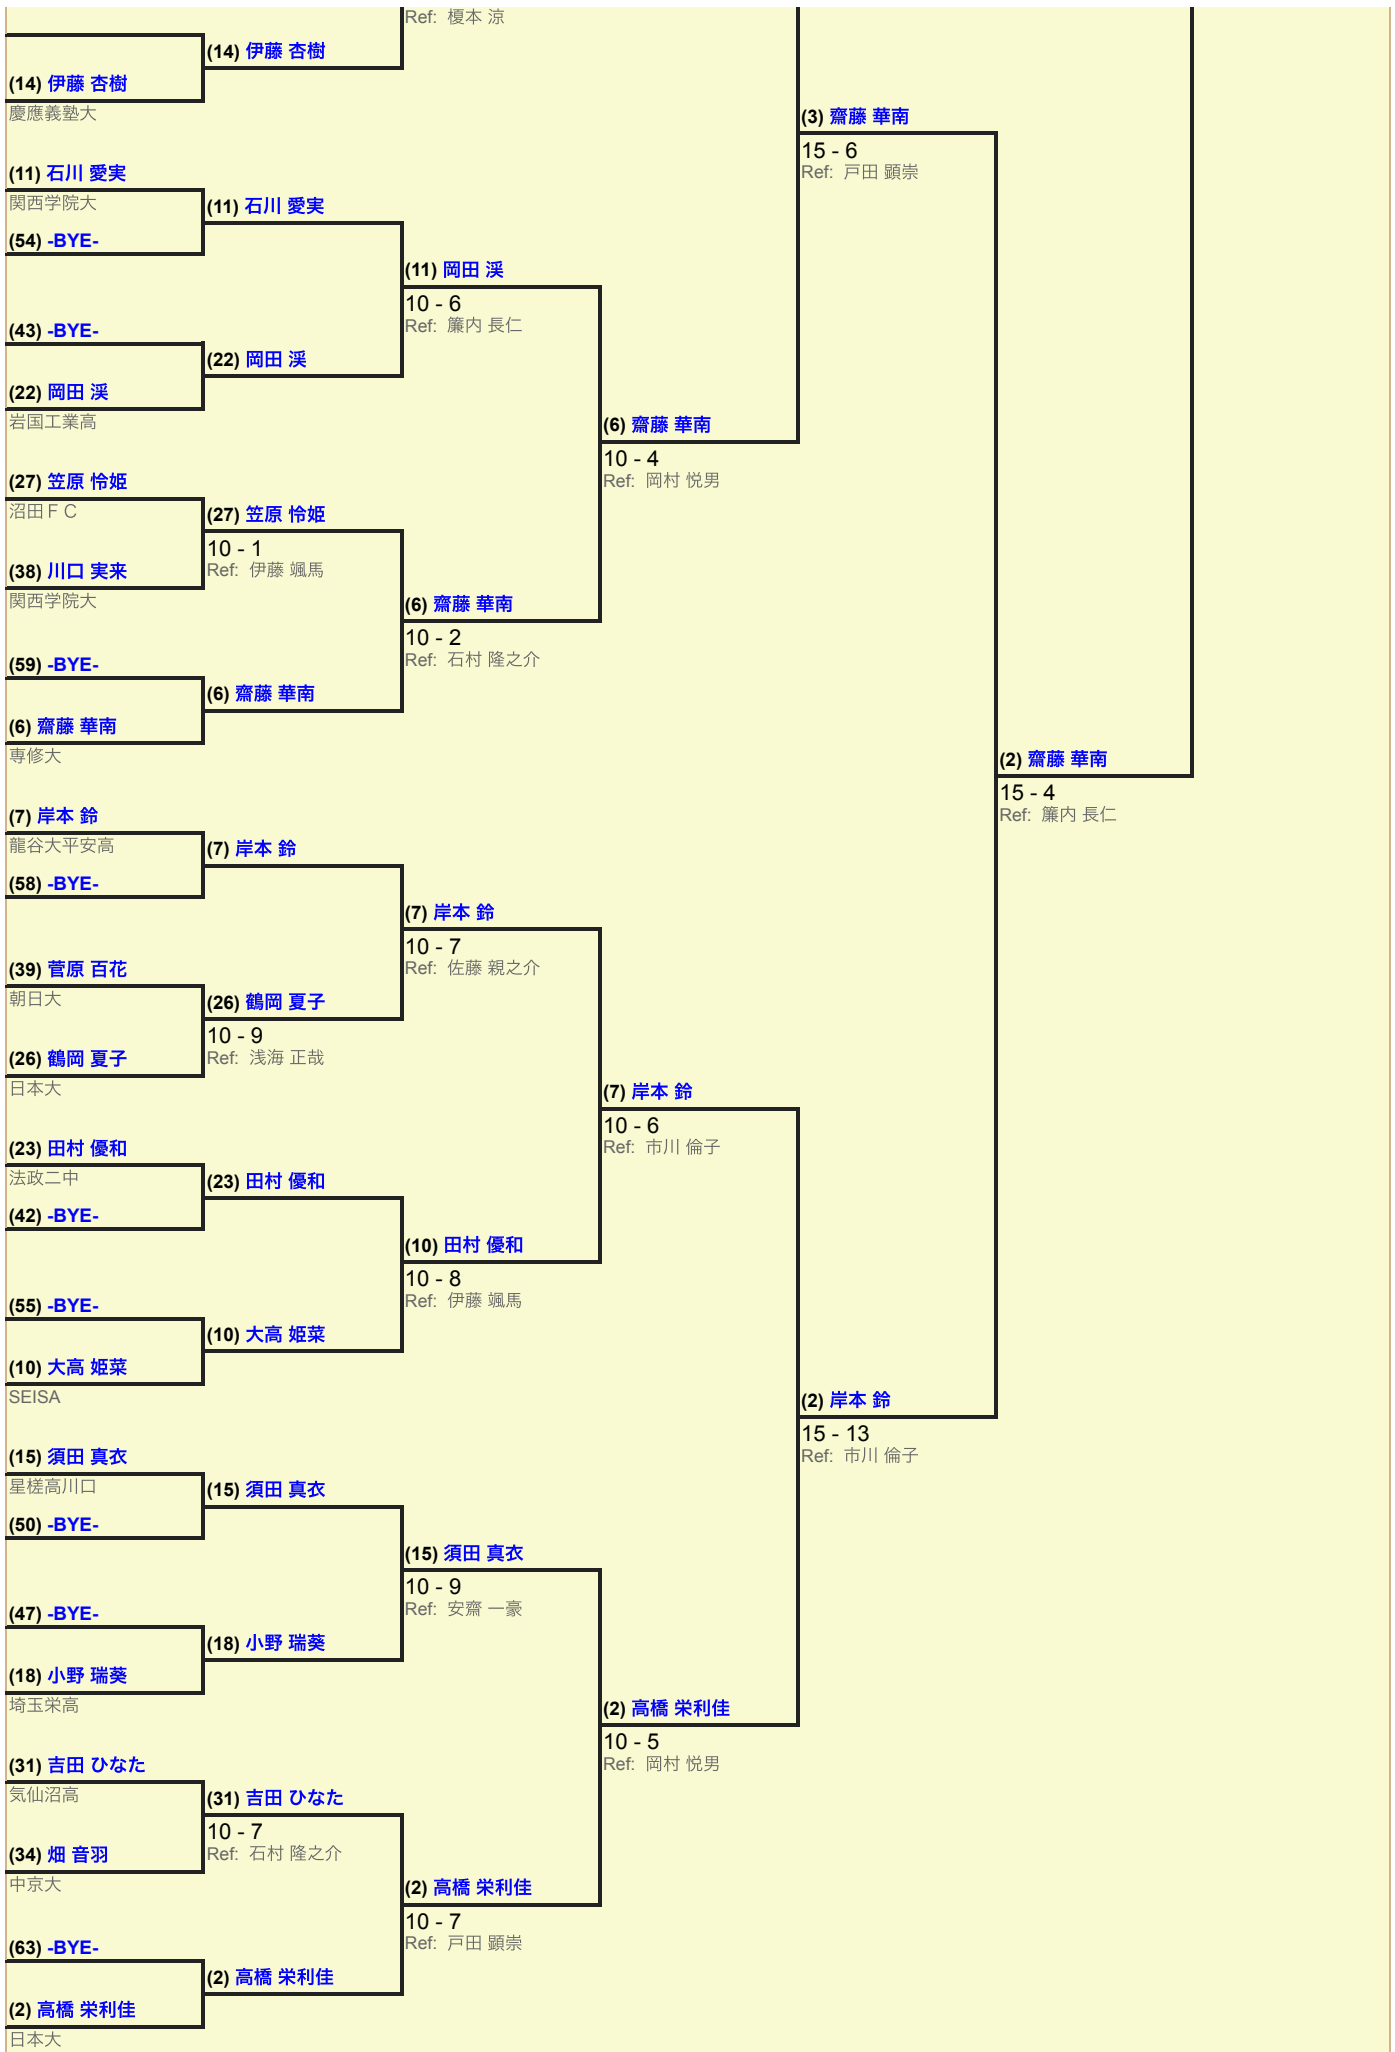 Ref: 榎本 涼
(14) 伊藤 杏樹
(14) 伊藤 杏樹
慶應義塾大
(3) 齋藤 華南
15 - 6
Ref: 戸田 顕崇
(11) 石川 愛実
関西学院大
(11) 石川 愛実
(54) -BYE-
(11) 岡田 渓
10 - 6
Ref: 簾内 長仁
(43) -BYE-
(22) 岡田 渓
(22) 岡田 渓
岩国工業高
(6) 齋藤 華南
10 - 4
Ref: 岡村 悦男
(27) 笠原 怜姫
沼田ＦＣ
(27) 笠原 怜姫
10 - 1
Ref: 伊藤 颯馬
(38) 川口 実来
関西学院大
(6) 齋藤 華南
10 - 2
Ref: 石村 隆之介
(59) -BYE-
(6) 齋藤 華南
(6) 齋藤 華南
専修大
(2) 齋藤 華南
15 - 4
Ref: 簾内 長仁
(7) 岸本 鈴
龍谷大平安高
(7) 岸本 鈴
(58) -BYE-
(7) 岸本 鈴
10 - 7
Ref: 佐藤 親之介
(39) 菅原 百花
朝日大
(26) 鶴岡 夏子
10 - 9
Ref: 浅海 正哉
(26) 鶴岡 夏子
日本大
(7) 岸本 鈴
10 - 6
Ref: 市川 倫子
(23) 田村 優和
法政二中
(23) 田村 優和
(42) -BYE-
(10) 田村 優和
10 - 8
Ref: 伊藤 颯馬
(55) -BYE-
(10) 大高 姫菜
(10) 大高 姫菜
SEISA
(2) 岸本 鈴
15 - 13
Ref: 市川 倫子
(15) 須田 真衣
星槎高川口
(15) 須田 真衣
(50) -BYE-
(15) 須田 真衣
10 - 9
Ref: 安齋 一豪
(47) -BYE-
(18) 小野 瑞葵
(18) 小野 瑞葵
埼玉栄高
(2) 高橋 栄利佳
10 - 5
Ref: 岡村 悦男
(31) 吉田 ひなた
気仙沼高
(31) 吉田 ひなた
10 - 7
Ref: 石村 隆之介
(34) 畑 音羽
中京大
(2) 高橋 栄利佳
10 - 7
Ref: 戸田 顕崇
(63) -BYE-
(2) 高橋 栄利佳
(2) 高橋 栄利佳
日本大